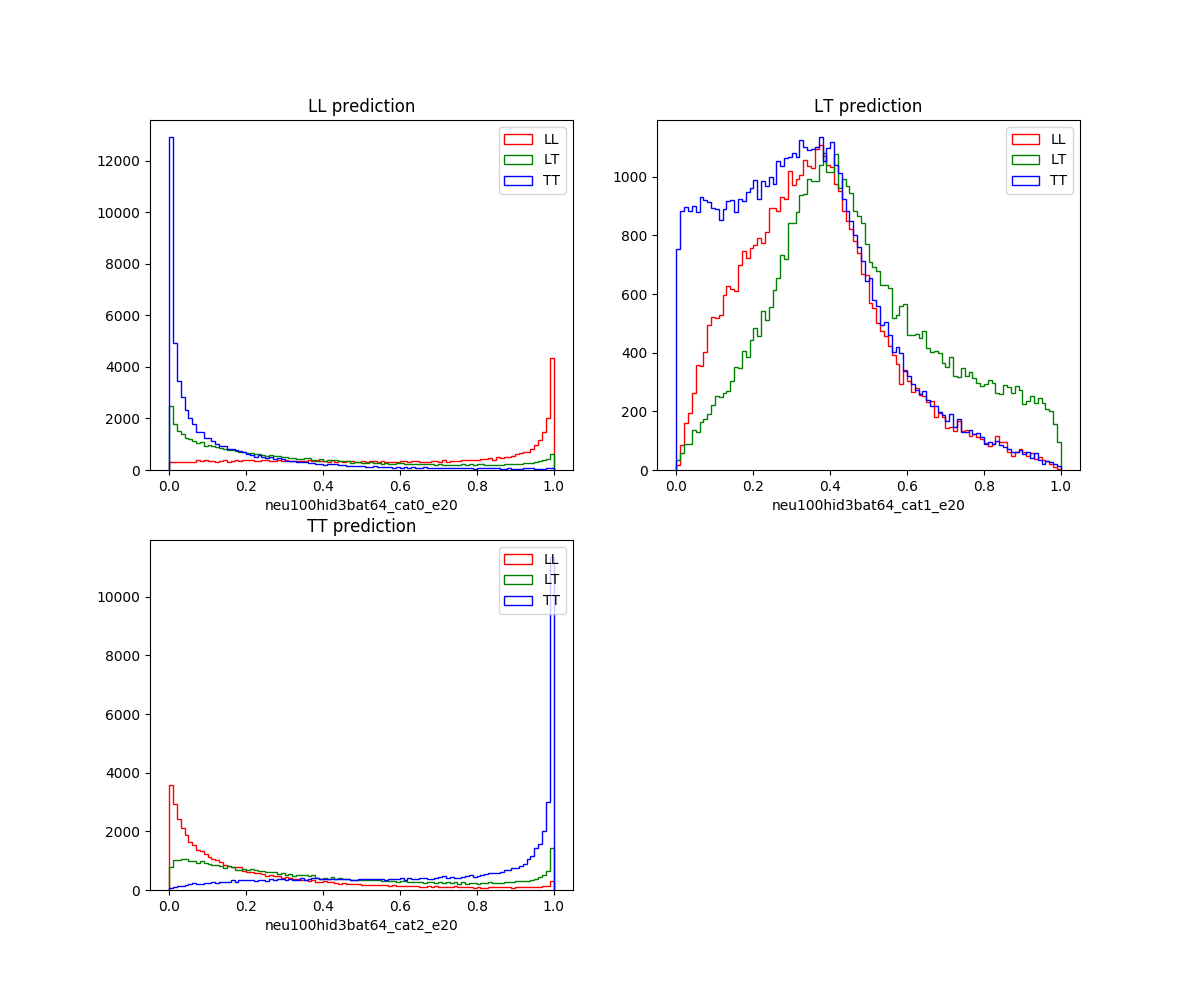 LL prediction
12000
10000
8000
6000
4000
2000
0
LL
LT
TT
0.0 0.2 0.4 0.6 0.8 1.0
neu100hid3bat64_cat0_e20
LT prediction
1000
800
600
400
200
0
LL
LT
TT
0.0 0.2 0.4 0.6 0.8 1.0
neu100hid3bat64_cat1_e20
TT prediction
10000
8000
6000
4000
2000
0
LL
LT
TT
0.0 0.2 0.4 0.6 0.8 1.0
neu100hid3bat64_cat2_e20